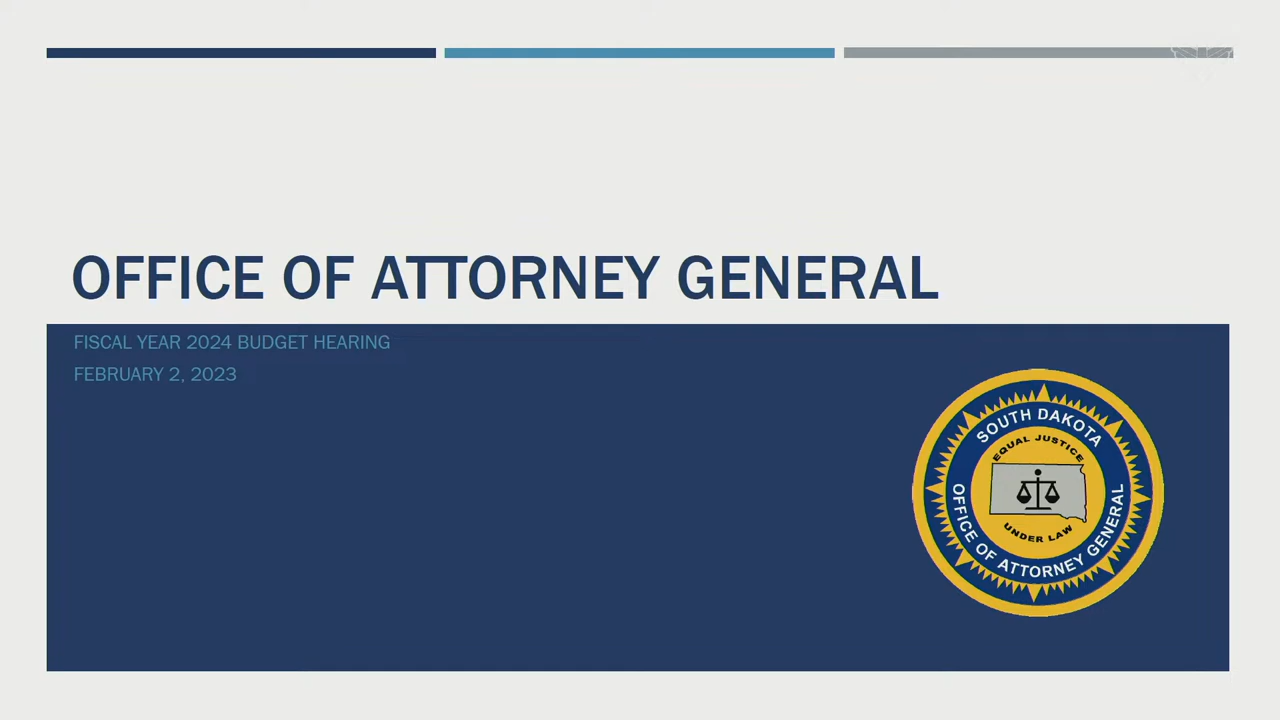 OFFICE OF ATTORNEY GENERAL
FISCAL YEAR 2024 BUDGET HEARING
FEBRUARY 2, 2023
SOUTH DAKOTA
EQUAL JUSTICE
UNDER LAW
OFFICE OF ATTORNEY GENERAL